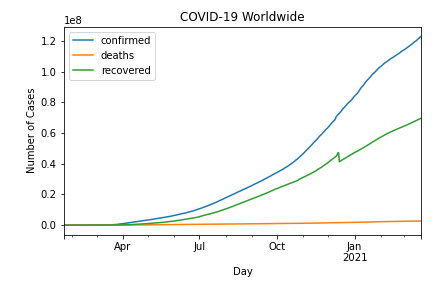 COVID-19 Worldwide
1e8
confirmed
deaths
recovered
1.2
1.0
0.8
0.6
0.4
0.2
0.0
Number of Cases
Apr
Jul
Oct
Jan
2021
Day